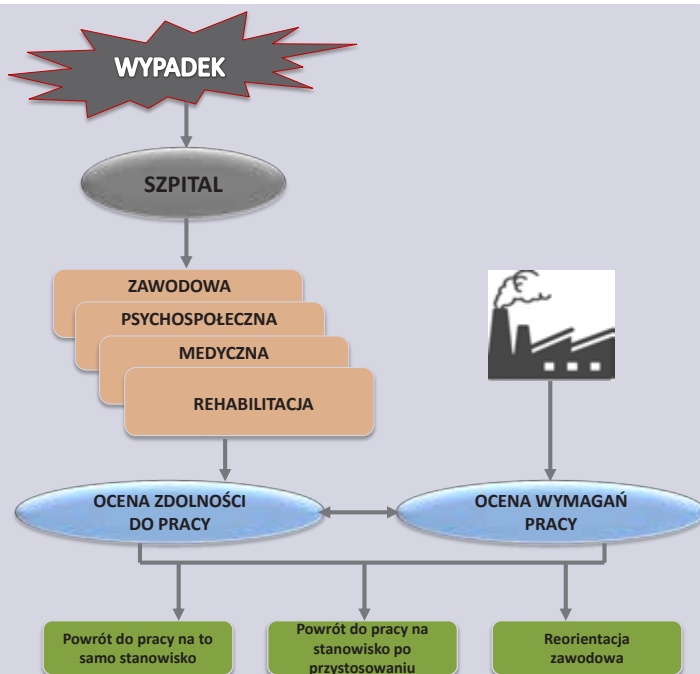 WYPADEK
SZPITAL
ZAWODOWA
PSYCHOSPOŁECZNA
MEDYCZNA
REHABILITACJA
OCENA ZDOLNOŚCI
DO PRACY
OCENA WYMAGAŃ
PRACY
Powrót do pracy na to
samo stanowisko
Powrót do pracy na
stanowisko po
przystosowaniu
Reorientacja
zawodowa